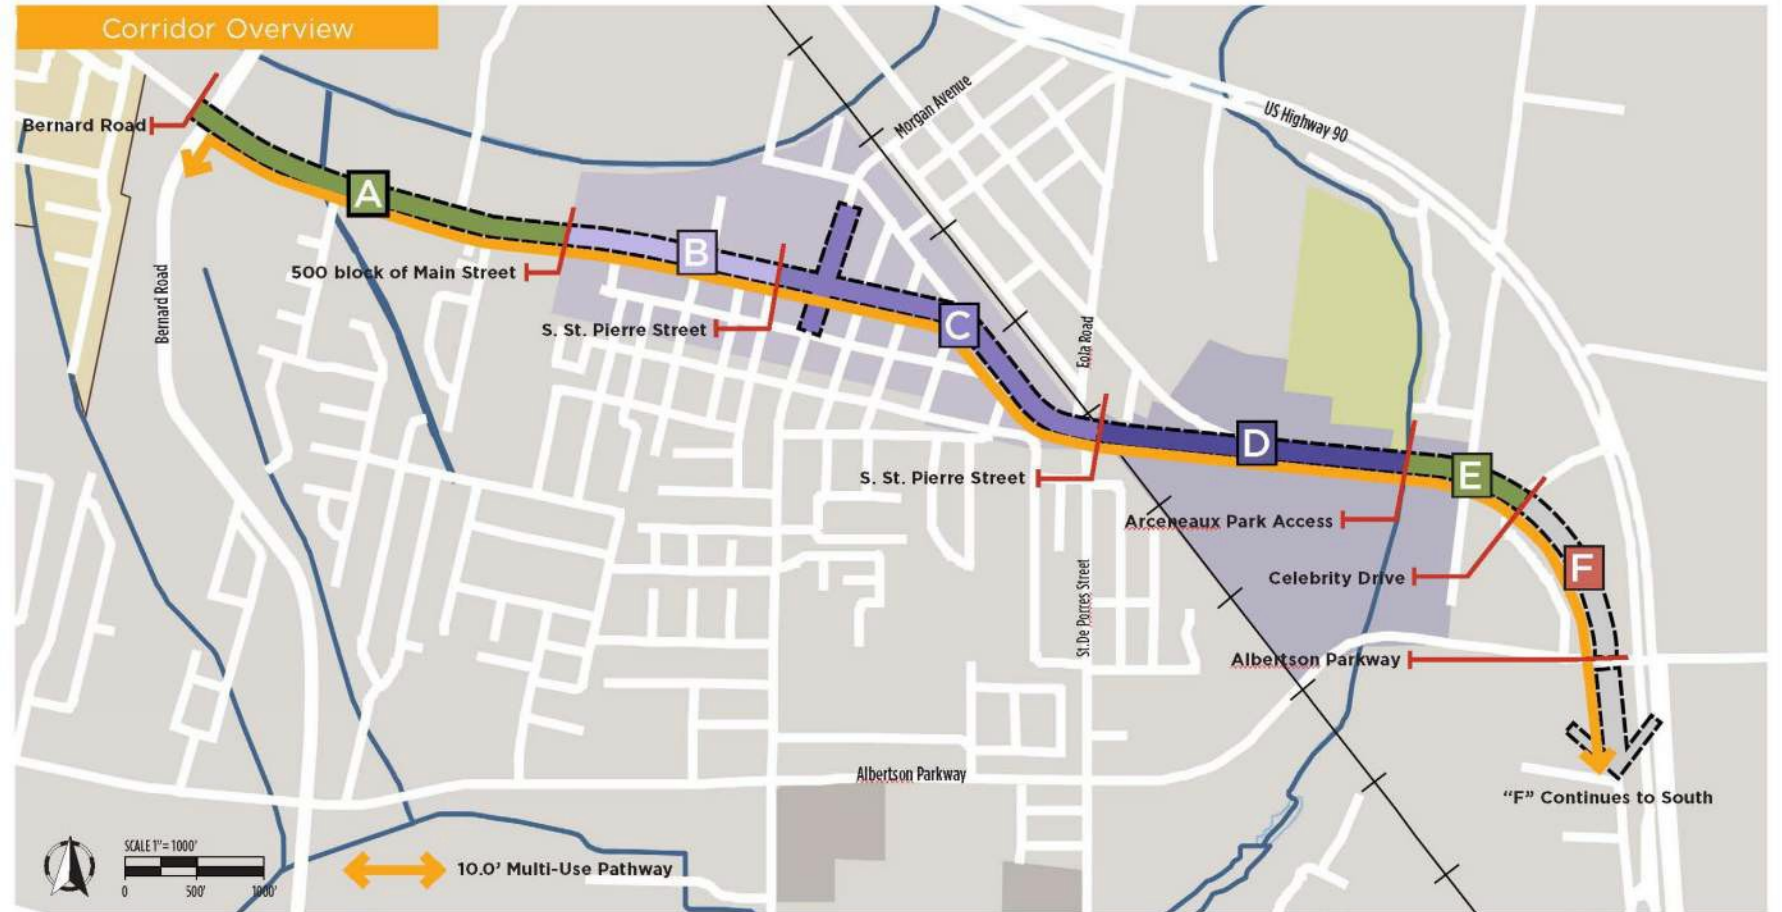 Corridor Overview
Bernard Road
A
500 block of Main Street
B
S. St. Pierre Street
Morgan Avenue
US Highway 90
C
Bernard Road
Eola Road
S. St. Pierre Street
D
E
Arceneaux Park Access
Celebrity Drive
F
St.De Porres Street
Albertson Parkway
Albertson Parkway
"F" Continues to South
SCALE 1"= 1000'
0 500' 1000'
10.0' Multi-Use Pathway